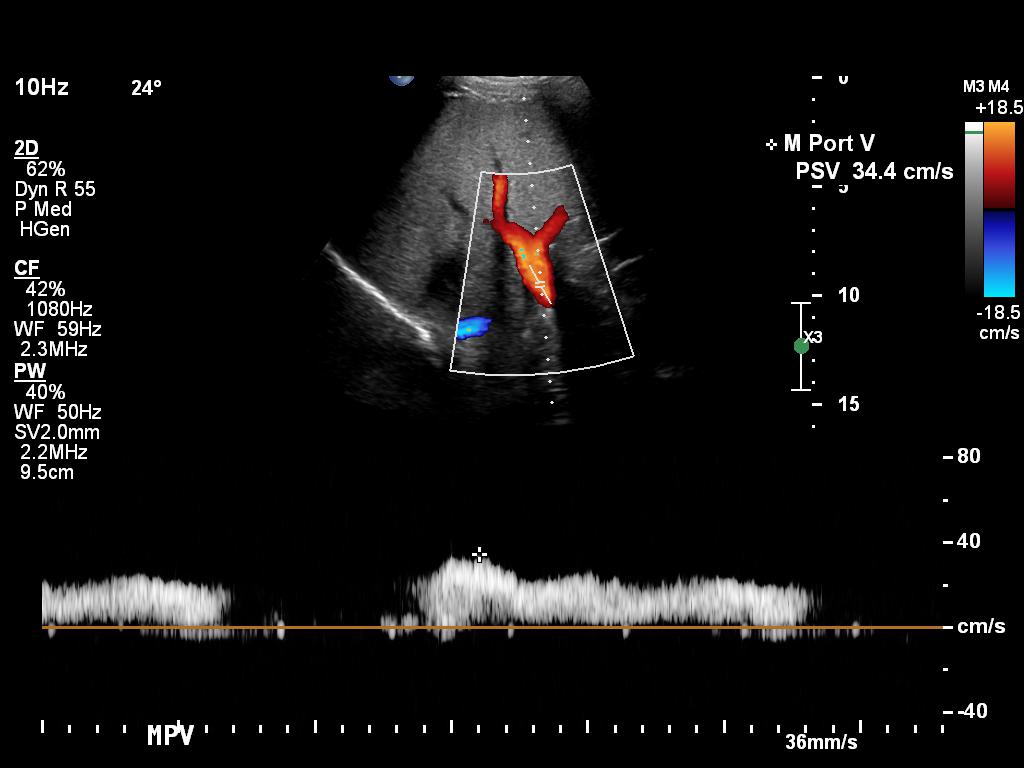 10Hz 24°
M3 M4
+18.5
2D
62%
Dyn R 55
P Med
HGen
M Port V
PSV 34.4 cm/s
0
5
10
X3
15
-18.5
cm/s
CF
42%
1080Hz
WF 59Hz
2.3MHz
PW
40%
WF 50Hz
SV2.0mm
2.2MHz
9.5cm
80
40
cm/s
-40
MPV
36mm/s